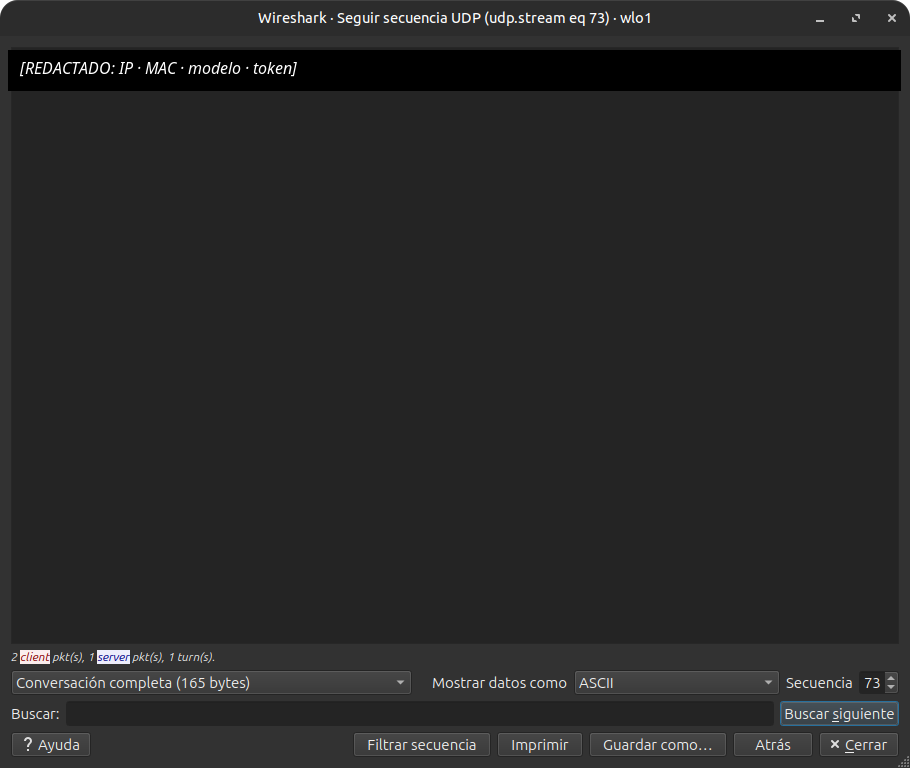 Wireshark · Seguir secuencia UDP (udp.stream eq 73) · wlo1
[REDACTADO: IP · MAC · modelo · token]
2 client pkt(s), 1 server pkt(s), 1 turn(s).
Conversación completa (165 bytes) Mostrar datos como ASCII Secuencia 73
Buscar: Buscar siguiente
? Ayuda Filtrar secuencia Imprimir Guardar como… Atrás Cerrar